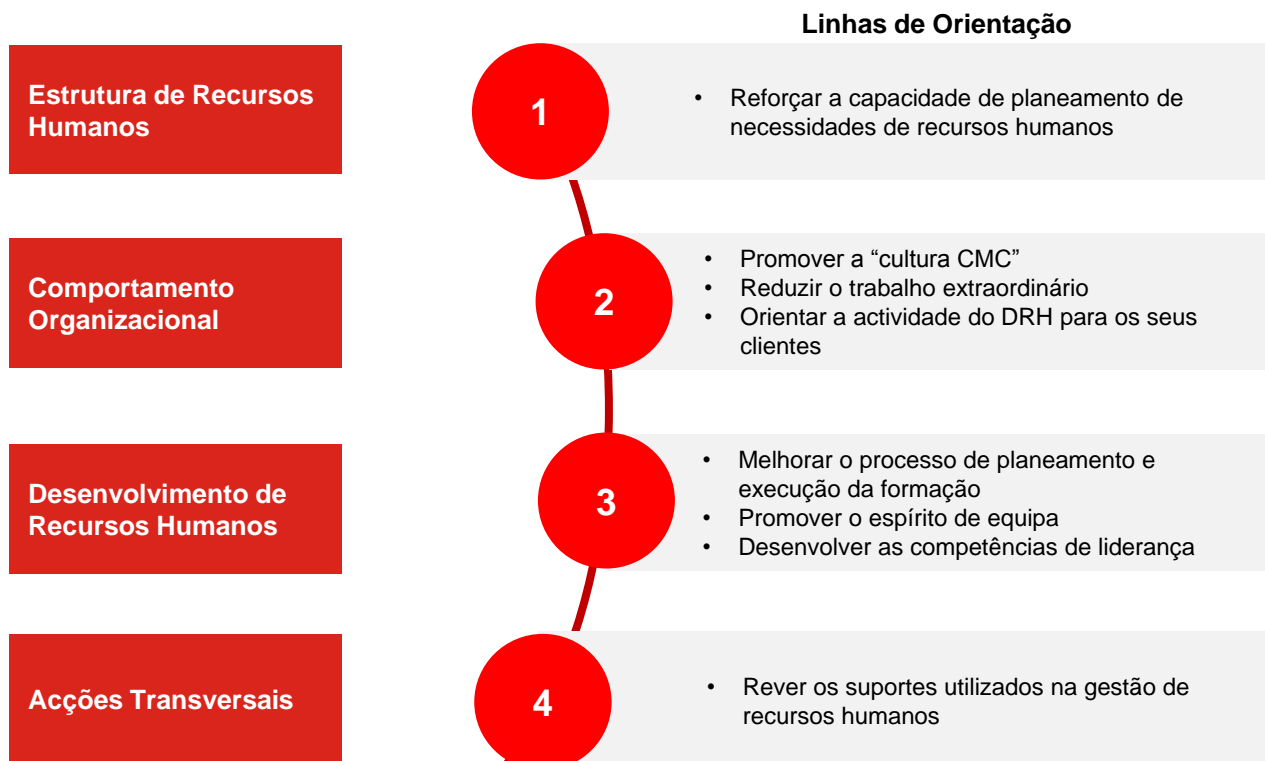 Linhas de Orientação
Estrutura de Recursos
Humanos
1
• Reforçar a capacidade de planeamento de
necessidades de recursos humanos
Comportamento
Organizacional
2
• Promover a “cultura CMC”
• Reduzir o trabalho extraordinário
• Orientar a actividade do DRH para os seus
clientes
Desenvolvimento de
Recursos Humanos
3
• Melhorar o processo de planeamento e
execução da formação
• Promover o espírito de equipa
• Desenvolver as competências de liderança
Acções Transversais
4
• Rever os suportes utilizados na gestão de
recursos humanos